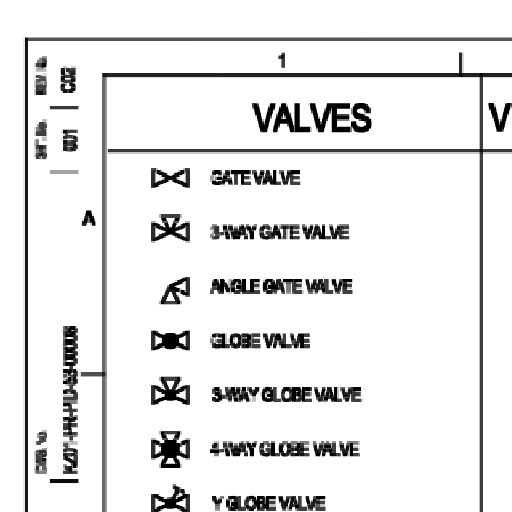 1
VALVES
V
GATE VALVE
3-WAY GATE VALVE
A
ANGLE GATE VALVE
GLOBE VALVE
3-WAY GLOBE VALVE
4-WAY GLOBE VALVE
Y GLOBE VALVE
REV. No.
C02
SHT. No.
001
DWG. No.